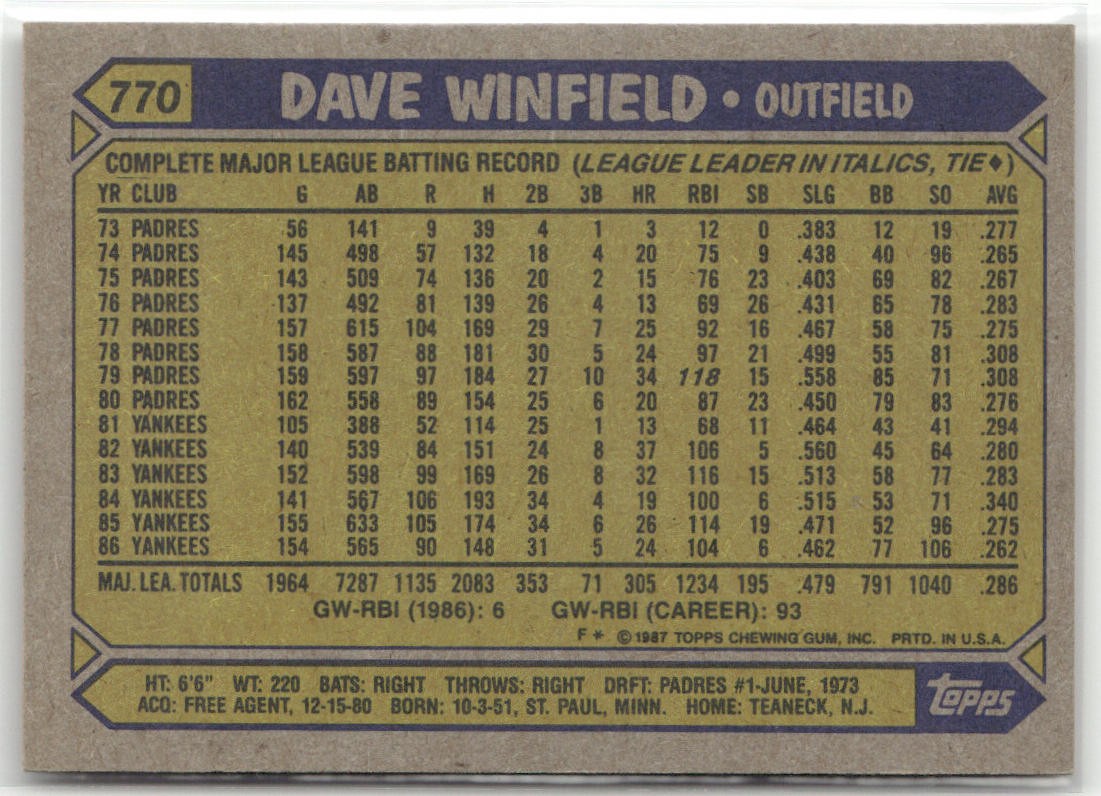 770 DAVE WINFIELD • OUTFIELD
COMPLETE MAJOR LEAGUE BATTING RECORD (LEAGUE LEADER IN ITALICS, TIE♦)
YR CLUB G AB R H 2B 3B HR RBI SB SLG BB SO AVG
73 PADRES 56 141 9 39 4 1 3 12 0 .383 12 19 .277
74 PADRES 145 498 57 132 18 4 20 75 9 .438 40 96 .265
75 PADRES 143 509 74 136 20 2 15 76 23 .403 69 82 .267
76 PADRES 137 492 81 139 26 4 13 69 26 .431 65 78 .283
77 PADRES 157 615 104 169 29 7 25 92 16 .467 58 75 .275
78 PADRES 158 587 88 181 30 5 24 97 21 .499 55 81 .308
79 PADRES 159 597 97 184 27 10 34 118 15 .558 85 71 .308
80 PADRES 162 558 89 154 25 6 20 87 23 .450 79 83 .276
81 YANKEES 105 388 52 114 25 1 13 68 11 .464 43 41 .294
82 YANKEES 140 539 84 151 24 8 37 106 5 .560 45 64 .280
83 YANKEES 152 598 99 169 26 8 32 116 15 .513 58 77 .283
84 YANKEES 141 567 106 193 34 4 19 100 6 .515 53 71 .340
85 YANKEES 155 633 105 174 34 6 26 114 19 .471 52 96 .275
86 YANKEES 154 565 90 148 31 5 24 104 6 .462 77 106 .262
MAJ. LEA. TOTALS 1964 7287 1135 2083 353 71 305 1234 195 .479 791 1040 .286
GW-RBI (1986): 6 GW-RBI (CAREER): 93
F * © 1987 TOPPS CHEWING GUM, INC. PRTD. IN U.S.A.
HT: 6'6" WT: 220 BATS: RIGHT THROWS: RIGHT DRFT: PADRES #1-JUNE, 1973
ACQ: FREE AGENT, 12-15-80 BORN: 10-3-51, ST. PAUL, MINN. HOME: TEANECK, N.J.
topps